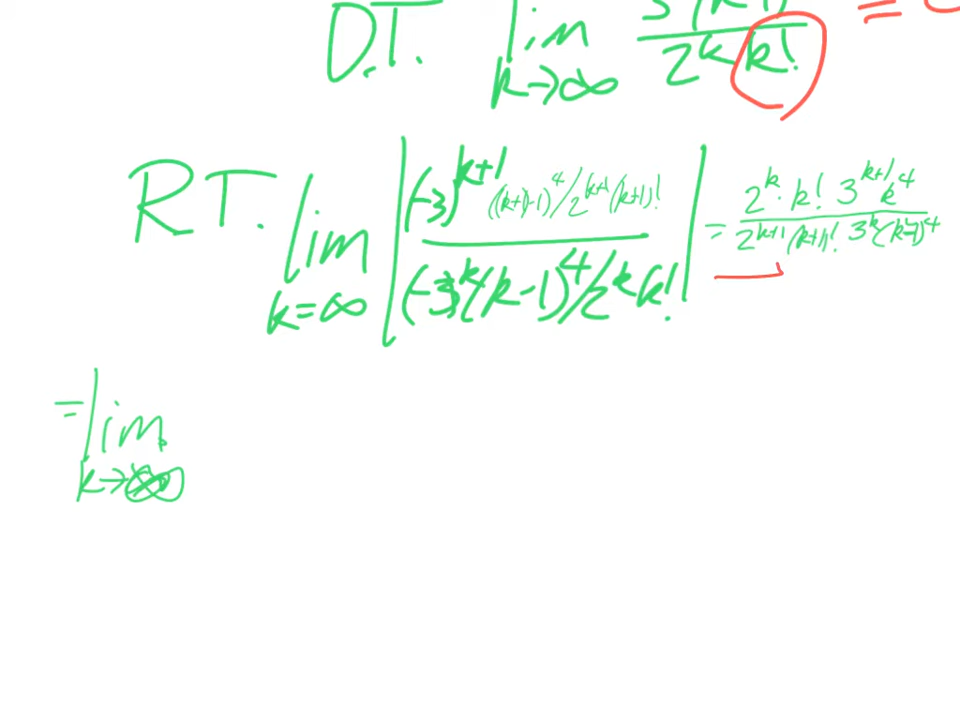 D.T. lim k→∞ 3 (k-1) / 2^k k! =
R.T. lim k=∞ | (-3)^k+1 ((k+1)-1)^4/2^k+1 (k+1)! / (-3)^k (k-1)^4/2^k k! | = 2^k · k! 3^k+1 k^4 / 2^k+1 (k+1)! 3^k (k-1)^4
= lim k→∞